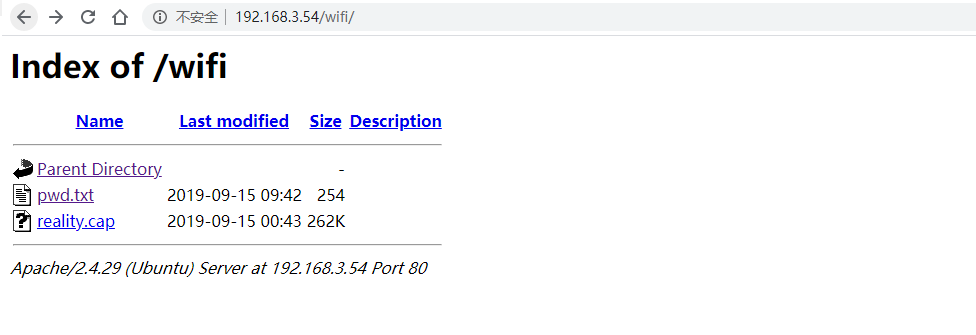 不安全 | 192.168.3.54/wifi/
Index of /wifi
Name Last modified Size Description
Parent Directory -
pwd.txt 2019-09-15 09:42 254
reality.cap 2019-09-15 00:43 262K
Apache/2.4.29 (Ubuntu) Server at 192.168.3.54 Port 80